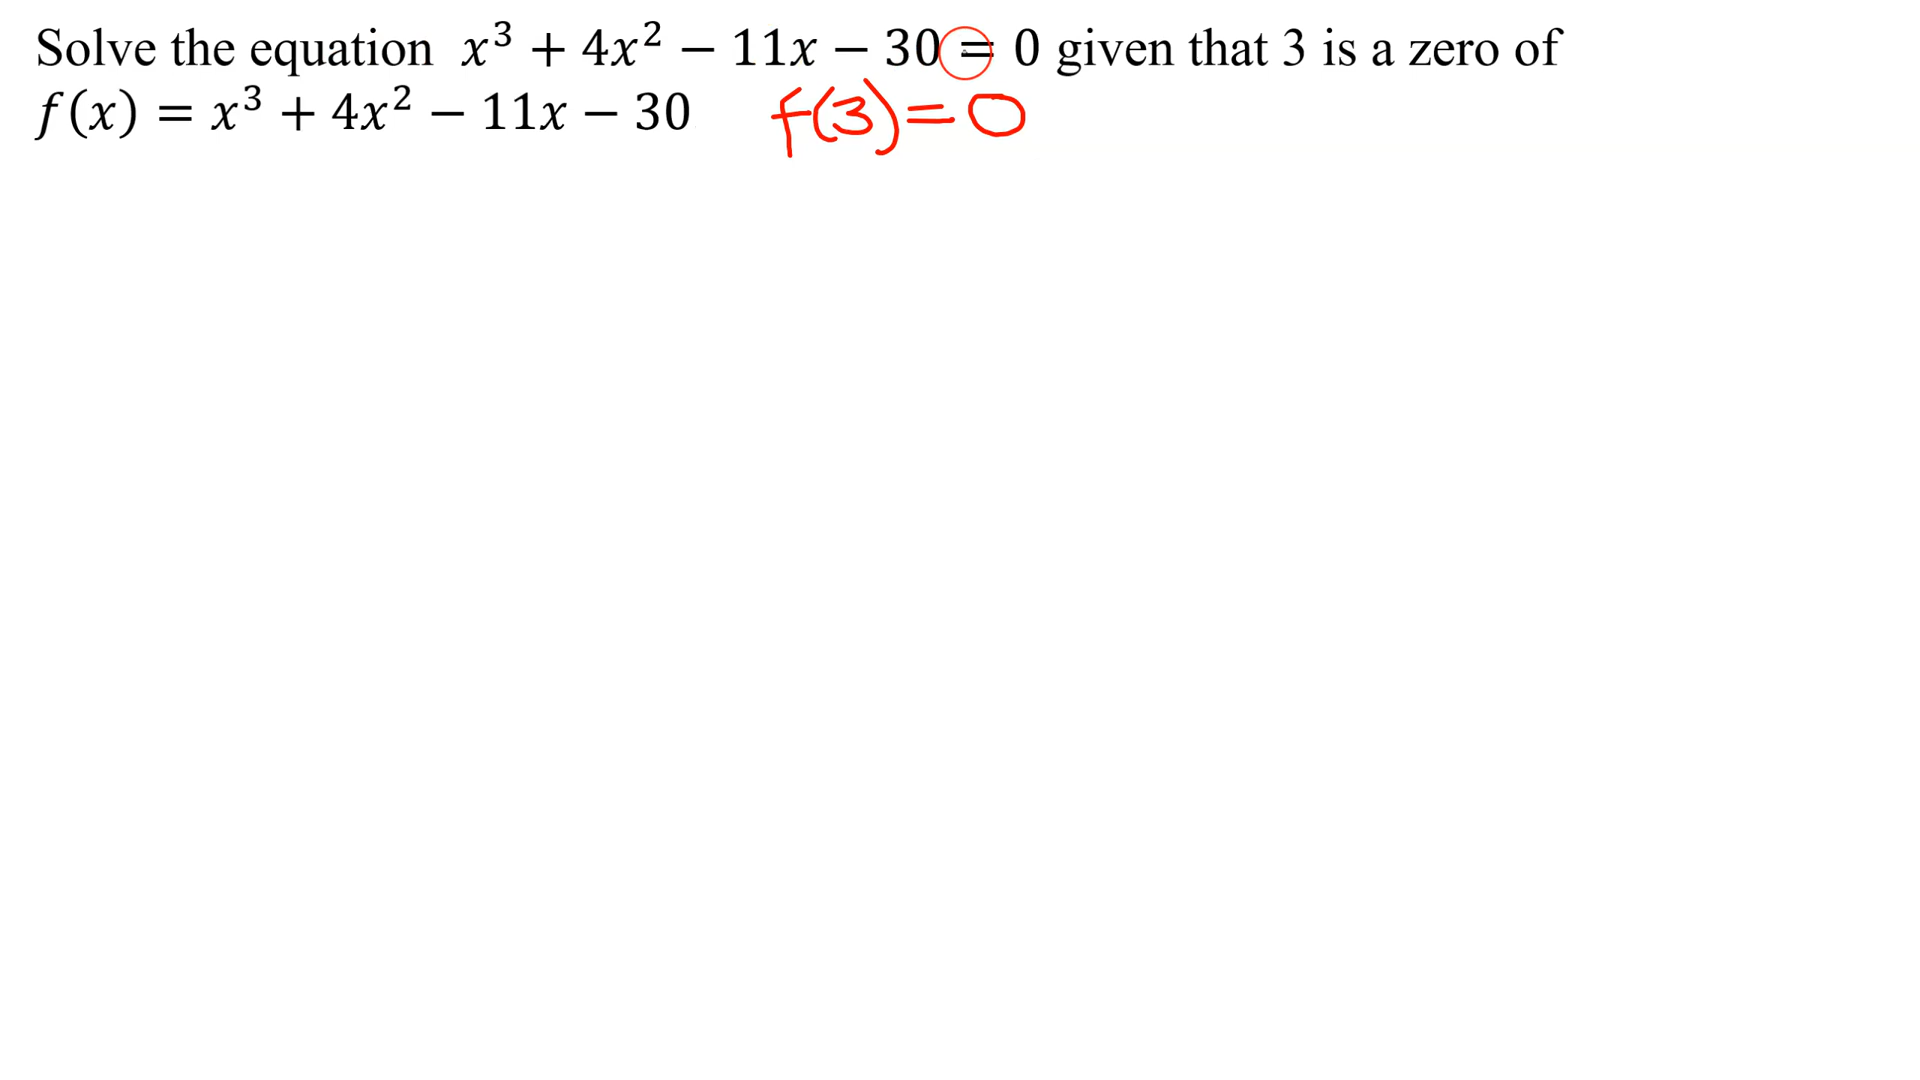 Solve the equation x³ + 4x² − 11x − 30 = 0 given that 3 is a zero of
f(x) = x³ + 4x² − 11x − 30 f(3)=0